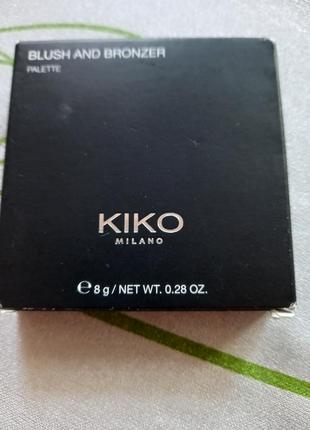 BLUSH AND BRONZER
PALETTE
KIKO
MILANO
℮ 8 g / NET WT. 0.28 OZ.